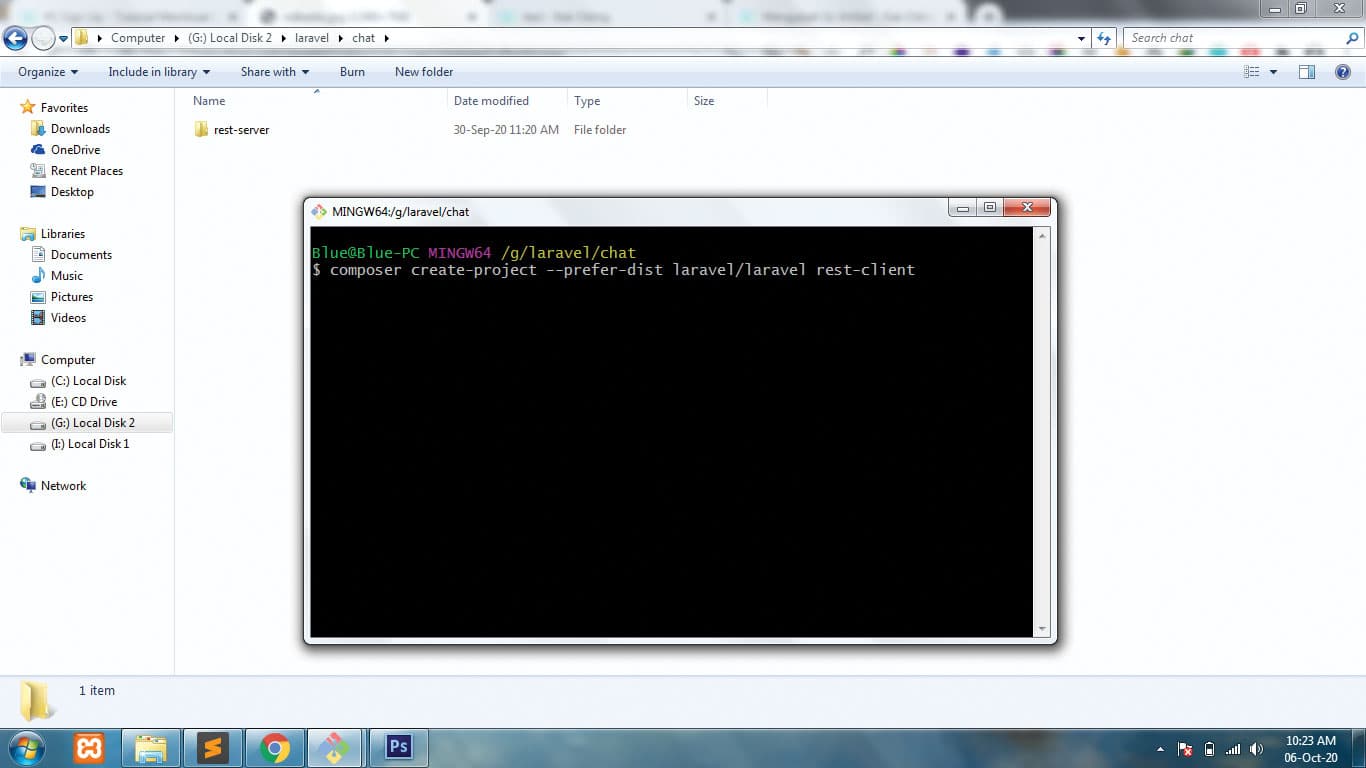 Computer (G:) Local Disk 2 laravel chat
Search chat
Organize Include in library Share with Burn New folder
Name Date modified Type Size
rest-server 30-Sep-20 11:20 AM File folder
Favorites
Downloads
OneDrive
Recent Places
Desktop
Libraries
Documents
Music
Pictures
Videos
Computer
(C:) Local Disk
(E:) CD Drive
(G:) Local Disk 2
(I:) Local Disk 1
Network
MINGW64:/g/laravel/chat
Blue@Blue-PC MINGW64 /g/laravel/chat
$ composer create-project --prefer-dist laravel/laravel rest-client
1 item
Ps
10:23 AM
06-Oct-20